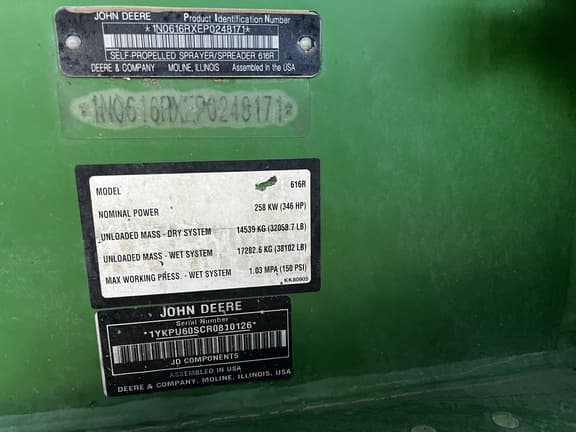 JOHN DEERE Product Identification Number
*1N0616RXEP0248171*
SELF-PROPELLED SPRAYER/SPREADER 616R
DEERE & COMPANY MOLINE, ILLINOIS Assembled in the USA
*1N0616RXEP0248171*
MODEL 616R
NOMINAL POWER 258 KW (346 HP)
UNLOADED MASS - DRY SYSTEM 14539 KG (32058.7 LB)
UNLOADED MASS - WET SYSTEM 17282.6 KG (38102 LB)
MAX WORKING PRESS. - WET SYSTEM 1.03 MPA (150 PSI)
KK80905
JOHN DEERE
Serial Number
*1YKPU60SCR0810126*
JD COMPONENTS
ASSEMBLED IN USA
DEERE & COMPANY, MOLINE, ILLINOIS, USA